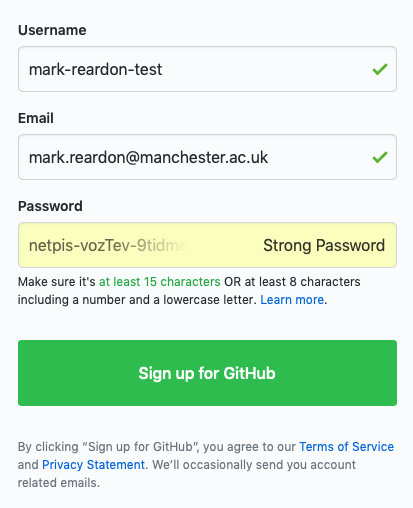 Username
mark-reardon-test
Email
mark.reardon@manchester.ac.uk
Password
netpis-vozTev-9tidm Strong Password
Make sure it's at least 15 characters OR at least 8 characters
including a number and a lowercase letter. Learn more.
Sign up for GitHub
By clicking “Sign up for GitHub”, you agree to our Terms of Service
and Privacy Statement. We’ll occasionally send you account
related emails.